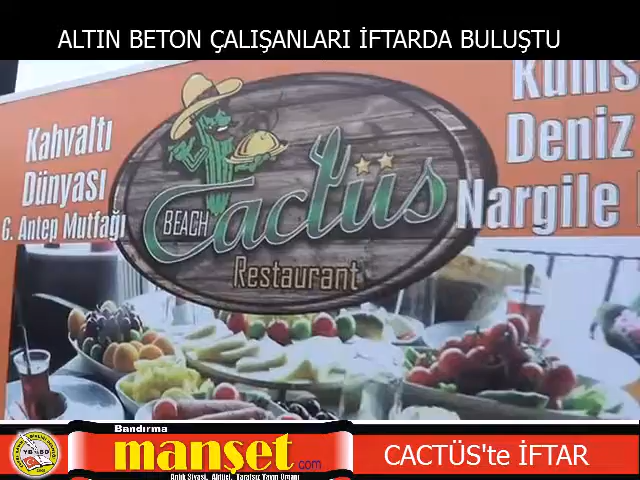 ALTIN BETON ÇALIŞANLARI İFTARDA BULUŞTU
Kahvaltı
Dünyası
G. Antep Mutfağı
BEACH
Cactüs
Restaurant
Deniz
Nargile
Bandırma
manşet.com
CACTÜS'te İFTAR